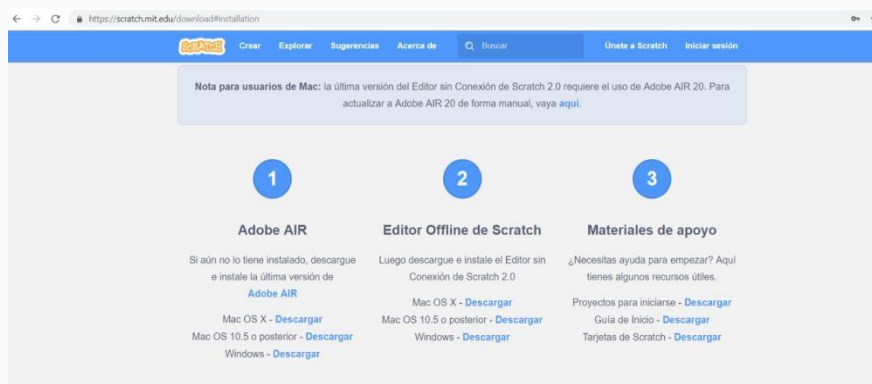 https://scratch.mit.edu/download#installation
SCRATCH Crear Explorar Sugerencias Acerca de Buscar Únete a Scratch Iniciar sesión
Nota para usuarios de Mac: la última versión del Editor sin Conexión de Scratch 2.0 requiere el uso de Adobe AIR 20. Para
actualizar a Adobe AIR 20 de forma manual, vaya aquí.
1
Adobe AIR
Si aún no lo tiene instalado, descargue
e instale la última versión de
Adobe AIR
Mac OS X - Descargar
Mac OS 10.5 o posterior - Descargar
Windows - Descargar
2
Editor Offline de Scratch
Luego descargue e instale el Editor sin
Conexión de Scratch 2.0
Mac OS X - Descargar
Mac OS 10.5 o posterior - Descargar
Windows - Descargar
3
Materiales de apoyo
¿Necesitas ayuda para empezar? Aquí
tienes algunos recursos útiles.
Proyectos para iniciarse - Descargar
Guía de Inicio - Descargar
Tarjetas de Scratch - Descargar